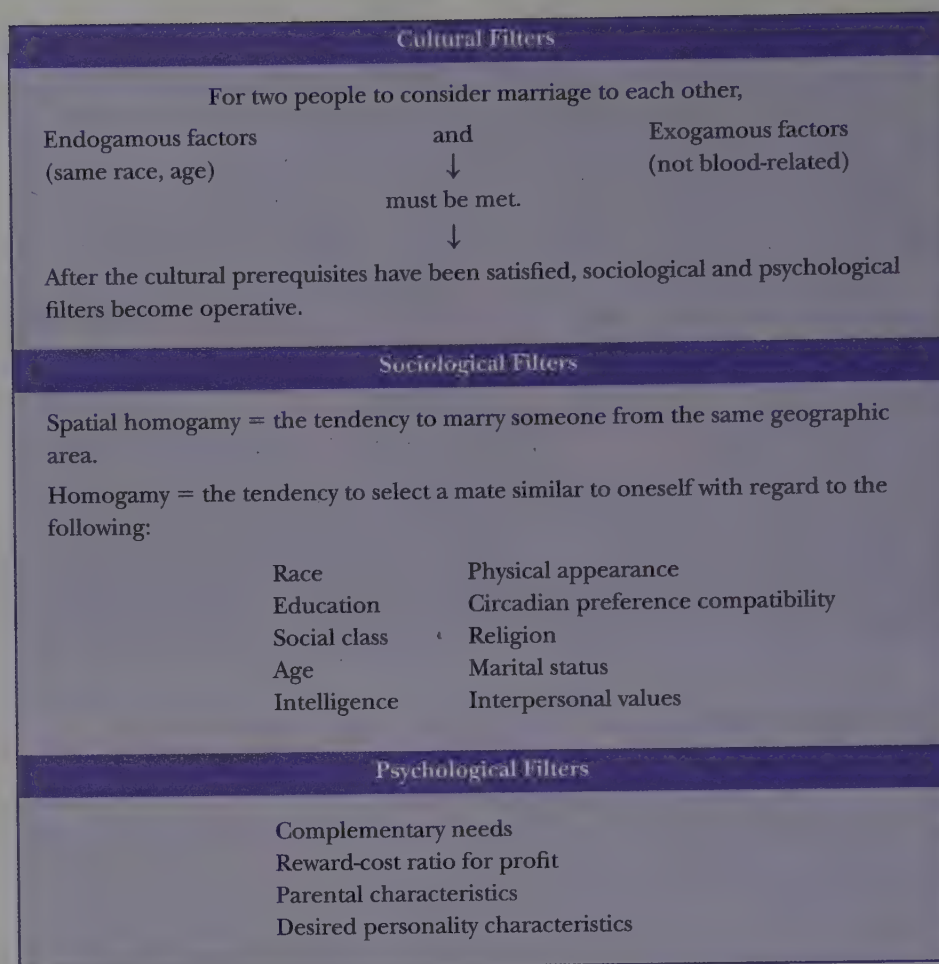 Cultural Filters
For two people to consider marriage to each other,
Endogamous factors and Exogamous factors
(same race, age) ↓ (not blood-related)
must be met.
↓
After the cultural prerequisites have been satisfied, sociological and psychological
filters become operative.
Sociological Filters
Spatial homogamy = the tendency to marry someone from the same geographic
area.
Homogamy = the tendency to select a mate similar to oneself with regard to the
following:
Race Physical appearance
Education Circadian preference compatibility
Social class Religion
Age Marital status
Intelligence Interpersonal values
Psychological Filters
Complementary needs
Reward-cost ratio for profit
Parental characteristics
Desired personality characteristics